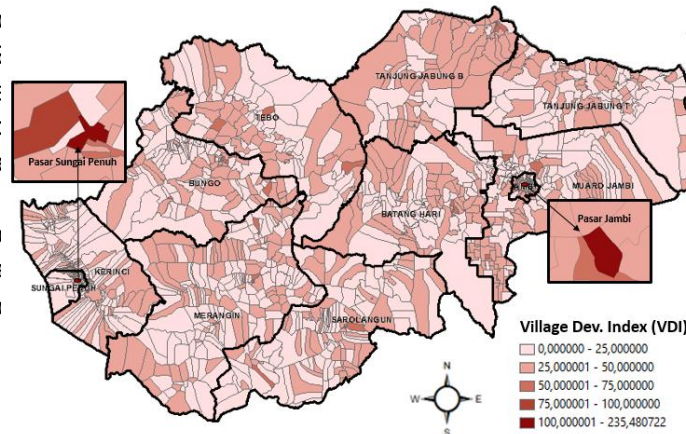 TANJUNG JABUNG B
TANJUNG JABUNG T
TEBO
Pasar Sungai Penuh
BUNGO
MUARO JAMBI
BATANG HARI
Pasar Jambi
KERINCI
SUNGAI PENUH
MERANGIN
SAROLANGUN
Village Dev. Index (VDI)
0,000000 - 25,000000
25,000001 - 50,000000
50,000001 - 75,000000
75,000001 - 100,000000
100,000001 - 235,480722
N
W
E
S